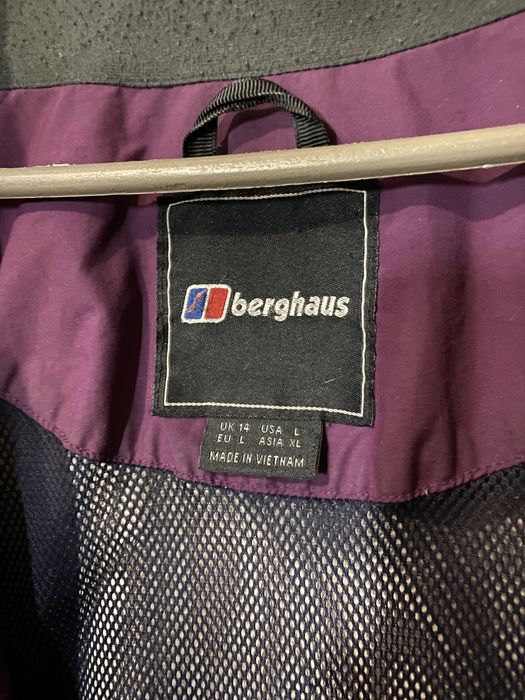 berghaus
UK 14 USA L
EU L ASIA XL
MADE IN VIETNAM